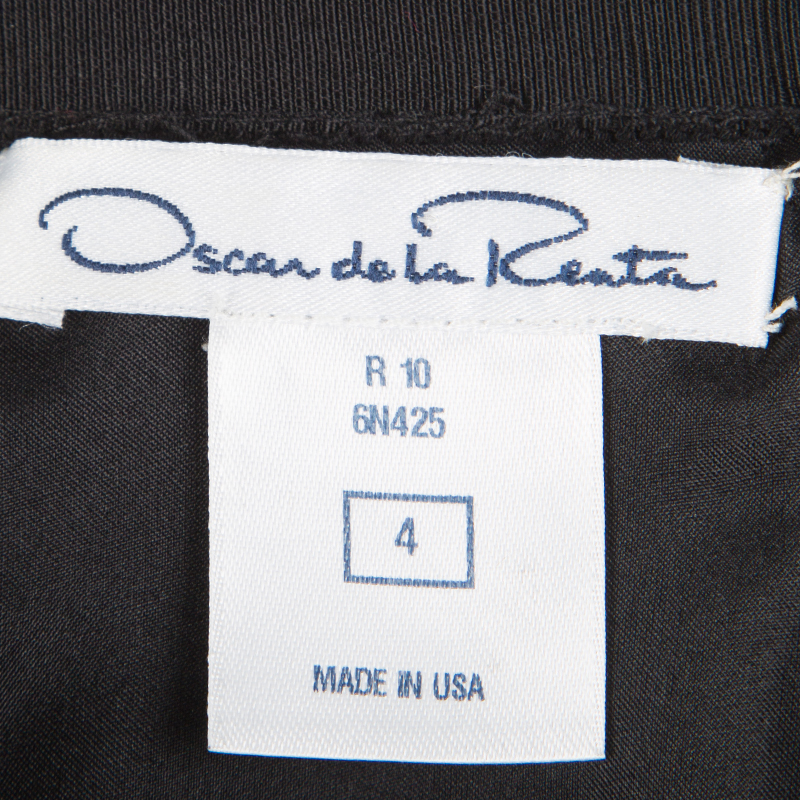 Oscar de la Renta
R 10
6N425
4
MADE IN USA